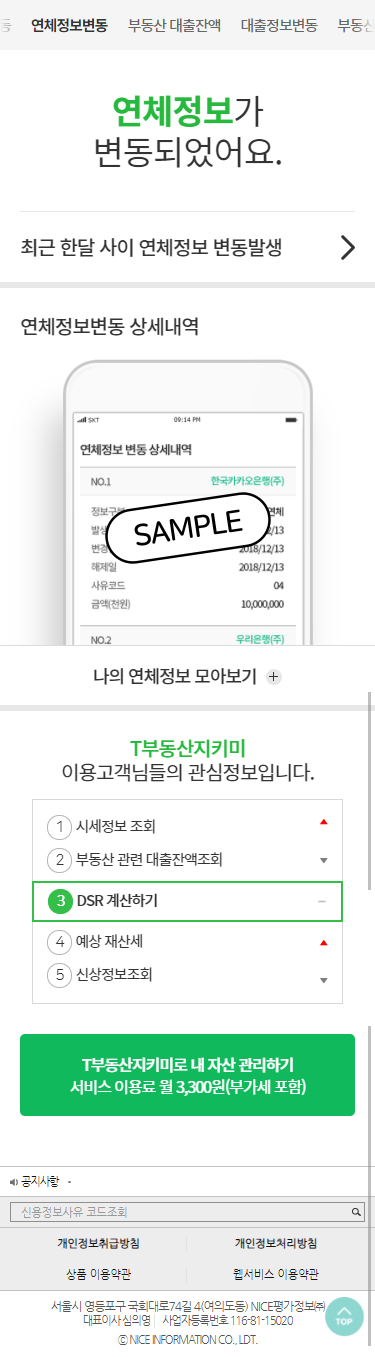 동 연체정보변동 부동산 대출잔액 대출정보변동 부동산
연체정보가
변동되었어요.
최근 한달 사이 연체정보 변동발생
연체정보변동 상세내역
SKT 09:14 PM
연체정보 변동 상세내역
NO.1 한국카카오은행(주)
정보구분 연체
발생
변경 2018/12/13
SAMPLE
해제일 2018/12/13
사유코드 04
금액(천원) 10,000,000
NO.2 우리은행(주)
나의 연체정보 모아보기 +
T부동산지키미
이용고객님들의 관심정보입니다.
1 시세정보 조회
2 부동산 관련 대출잔액조회
3 DSR 계산하기
4 예상 재산세
5 신상정보조회
T부동산지키미로 내 자산 관리하기
서비스 이용료 월 3,300원(부가세 포함)
공지사항
신용정보사유 코드조회
개인정보취급방침 개인정보처리방침
상품 이용약관 웹서비스 이용약관
서울시 영등포구 국회대로74길 4(여의도동) NICE평가정보㈜
대표이사 심의영 사업자등록번호 116-81-15020
ⓒ NICE INFORMATION CO., LDT.
TOP